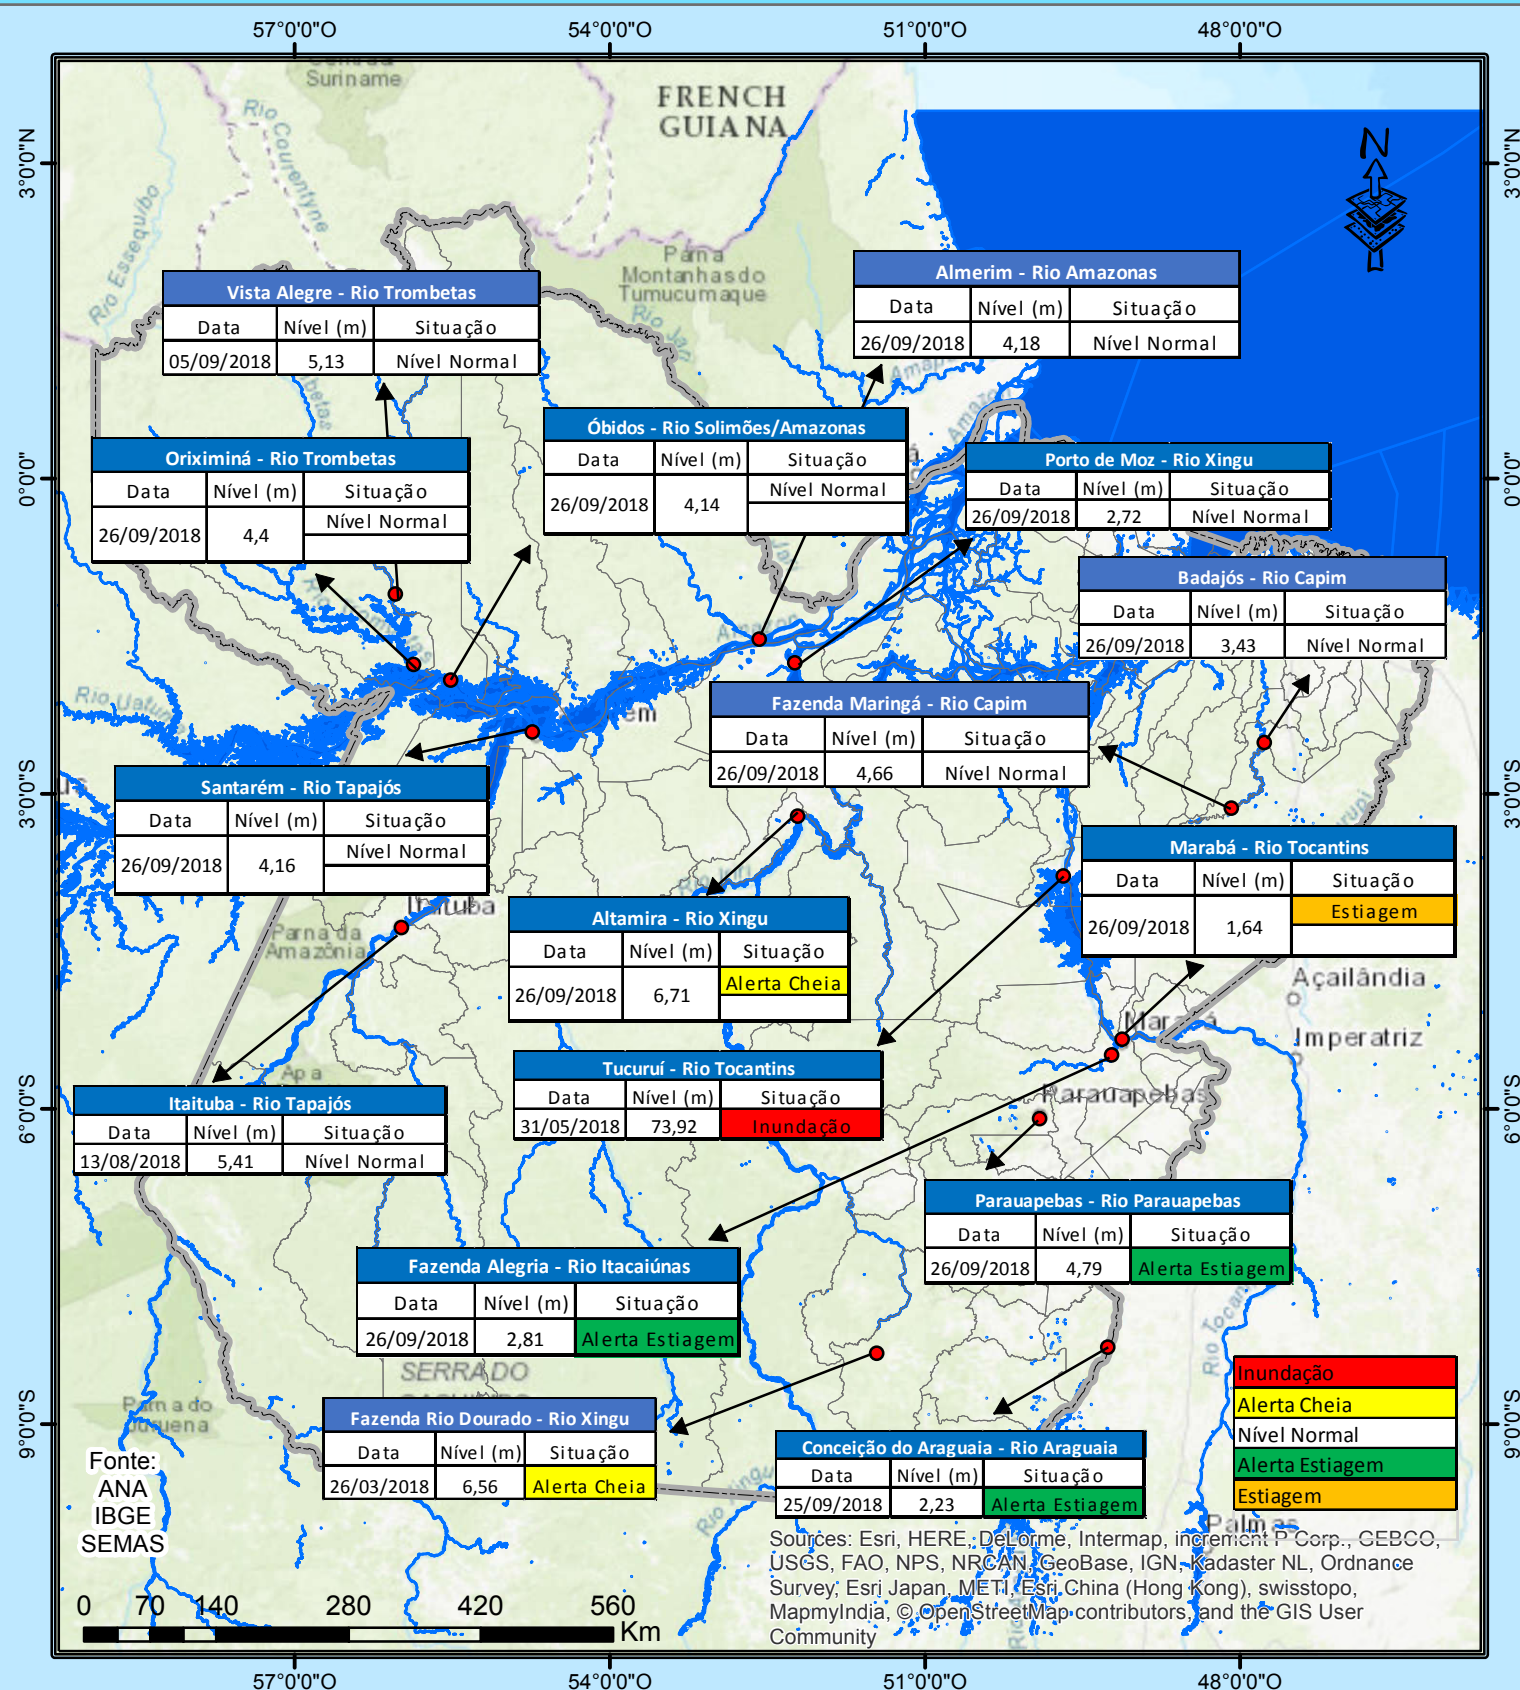 57°0'0"O 54°0'0"O 51°0'0"O 48°0'0"O
Suriname
FRENCH
GUIANA
Rio Courentyne
Rio Essequibo
3°0'0"N
3°0'0"N
N
Parna
Montanhas do
Tumucumaque
Rio Jari
Vista Alegre - Rio Trombetas
Data Nível (m) Situação
05/09/2018 5,13 Nível Normal
Almerim - Rio Amazonas
Data Nível (m) Situação
26/09/2018 4,18 Nível Normal
Oriximiná - Rio Trombetas
Data Nível (m) Situação
26/09/2018 4,4 Nível Normal
Óbidos - Rio Solimões/Amazonas
Data Nível (m) Situação
26/09/2018 4,14 Nível Normal
Porto de Moz - Rio Xingu
Data Nível (m) Situação
26/09/2018 2,72 Nível Normal
0°0'0"
0°0'0"
Badajós - Rio Capim
Data Nível (m) Situação
26/09/2018 3,43 Nível Normal
Fazenda Maringá - Rio Capim
Data Nível (m) Situação
26/09/2018 4,66 Nível Normal
Santarém - Rio Tapajós
Data Nível (m) Situação
26/09/2018 4,16 Nível Normal
3°0'0"S
3°0'0"S
Marabá - Rio Tocantins
Data Nível (m) Situação
26/09/2018 1,64 Estiagem
Itaituba
Parna da
Amazônia
Altamira - Rio Xingu
Data Nível (m) Situação
26/09/2018 6,71 Alerta Cheia
Açailândia
Marabá
Imperatriz
Tucuruí - Rio Tocantins
Data Nível (m) Situação
31/05/2018 73,92 Inundação
Parauapebas
Itaituba - Rio Tapajós
Data Nível (m) Situação
13/08/2018 5,41 Nível Normal
6°0'0"S
6°0'0"S
Parauapebas - Rio Parauapebas
Data Nível (m) Situação
26/09/2018 4,79 Alerta Estiagem
Fazenda Alegria - Rio Itacaiúnas
Data Nível (m) Situação
26/09/2018 2,81 Alerta Estiagem
SERRA DO
Fazenda Rio Dourado - Rio Xingu
Data Nível (m) Situação
26/03/2018 6,56 Alerta Cheia
Conceição do Araguaia - Rio Araguaia
Data Nível (m) Situação
25/09/2018 2,23 Alerta Estiagem
Inundação
Alerta Cheia
Nível Normal
Alerta Estiagem
Estiagem
9°0'0"S
9°0'0"S
Palmas
Fonte:
ANA
IBGE
SEMAS
Sources: Esri, HERE, DeLorme, Intermap, increment P Corp., GEBCO,
USGS, FAO, NPS, NRCAN, GeoBase, IGN, Kadaster NL, Ordnance
Survey, Esri Japan, METI, Esri China (Hong Kong), swisstopo,
MapmyIndia, © OpenStreetMap contributors, and the GIS User
Community
0 70 140 280 420 560
Km
57°0'0"O 54°0'0"O 51°0'0"O 48°0'0"O